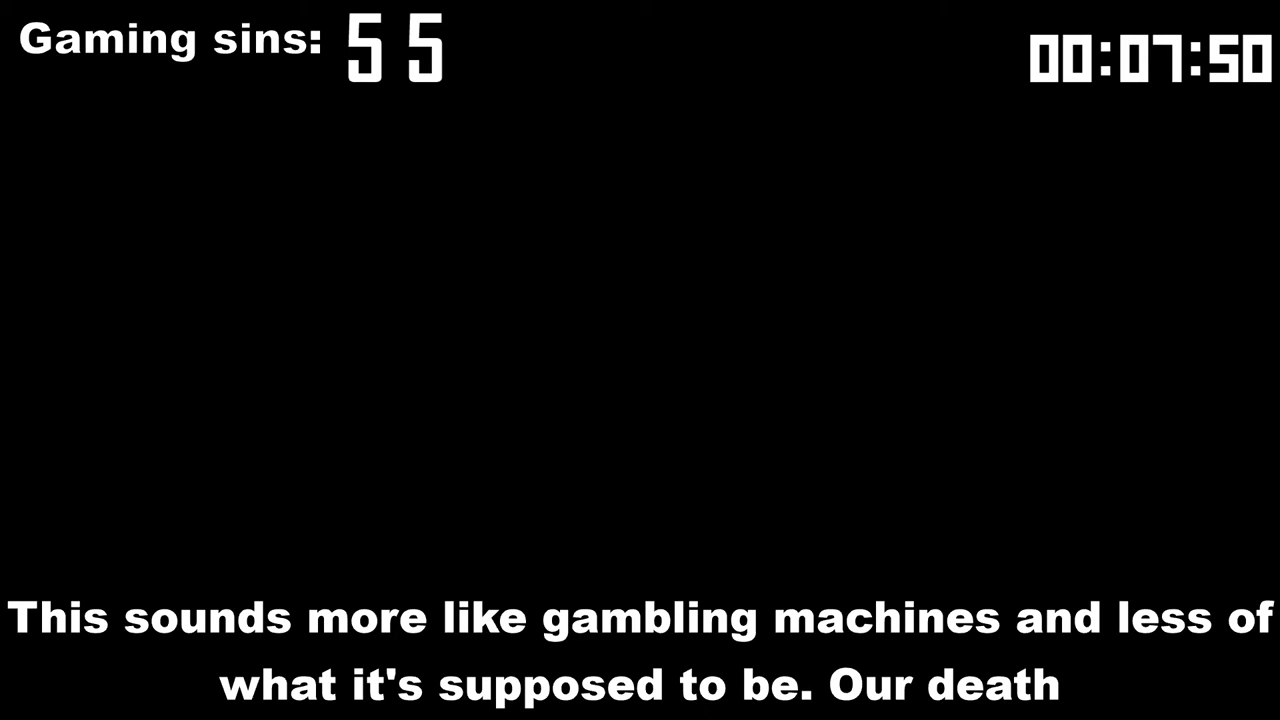 Gaming sins: 55
00:07:50
This sounds more like gambling machines and less of
what it's supposed to be. Our death